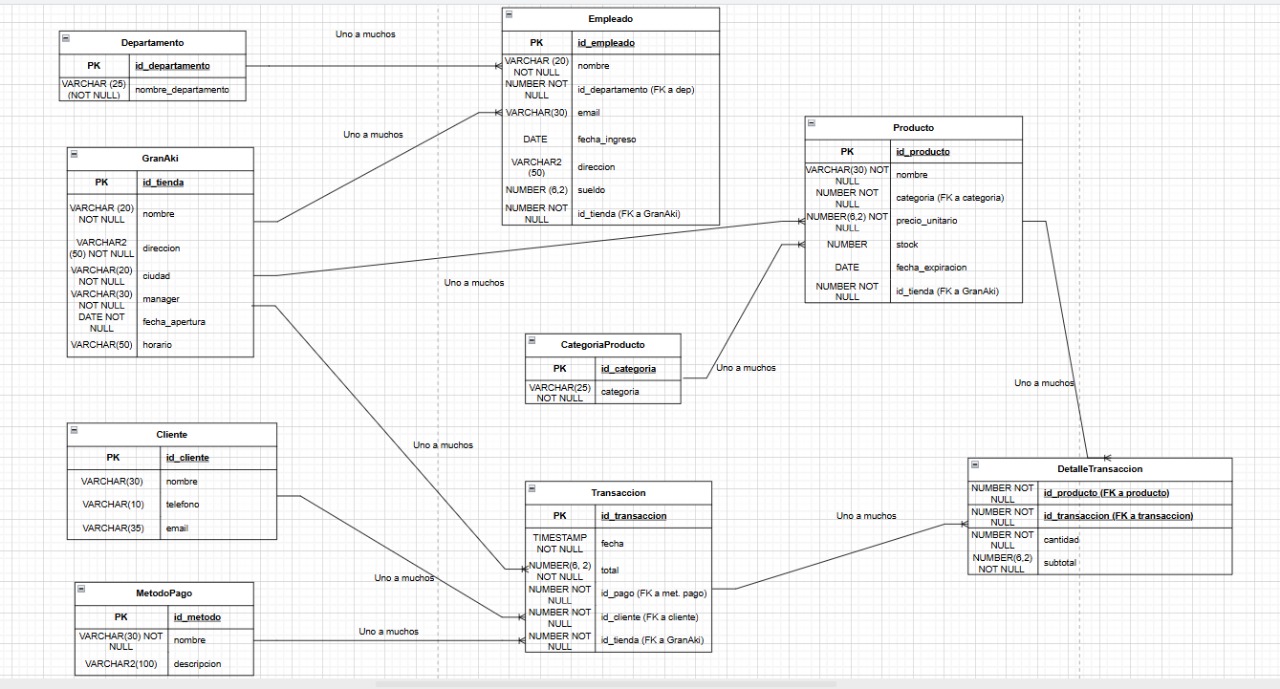 Uno a muchos
Departamento
PK id_departamento
VARCHAR (25)
(NOT NULL) nombre_departamento
Empleado
PK id_empleado
VARCHAR (20)
NOT NULL nombre
NUMBER NOT
NULL id_departamento (FK a dep)
VARCHAR(30) email
DATE fecha_ingreso
VARCHAR2
(50) direccion
NUMBER (6,2) sueldo
NUMBER NOT
NULL id_tienda (FK a GranAki)
Uno a muchos
GranAki
PK id_tienda
VARCHAR (20)
NOT NULL nombre
VARCHAR2
(50) NOT NULL direccion
VARCHAR(20)
NOT NULL ciudad
VARCHAR(30)
NOT NULL manager
DATE NOT
NULL fecha_apertura
VARCHAR(50) horario
Producto
PK id_producto
VARCHAR(30) NOT
NULL nombre
NUMBER NOT
NULL categoria (FK a categoria)
NUMBER(6,2) NOT
NULL precio_unitario
NUMBER stock
DATE fecha_expiracion
NUMBER NOT
NULL id_tienda (FK a GranAki)
Uno a muchos
CategoriaProducto
PK id_categoria
VARCHAR(25)
NOT NULL categoria
Uno a muchos
Uno a muchos
Uno a muchos
Cliente
PK id_cliente
VARCHAR(30) nombre
VARCHAR(10) telefono
VARCHAR(35) email
Transaccion
PK id_transaccion
TIMESTAMP
NOT NULL fecha
NUMBER(6, 2)
NOT NULL total
NUMBER NOT
NULL id_pago (FK a met. pago)
NUMBER NOT
NULL id_cliente (FK a cliente)
NUMBER NOT
NULL id_tienda (FK a GranAki)
Uno a muchos
DetalleTransaccion
NUMBER NOT
NULL id_producto (FK a producto)
NUMBER NOT
NULL id_transaccion (FK a transaccion)
NUMBER NOT
NULL cantidad
NUMBER(6,2)
NOT NULL subtotal
Uno a muchos
MetodoPago
PK id_metodo
VARCHAR(30) NOT
NULL nombre
VARCHAR2(100) descripcion
Uno a muchos